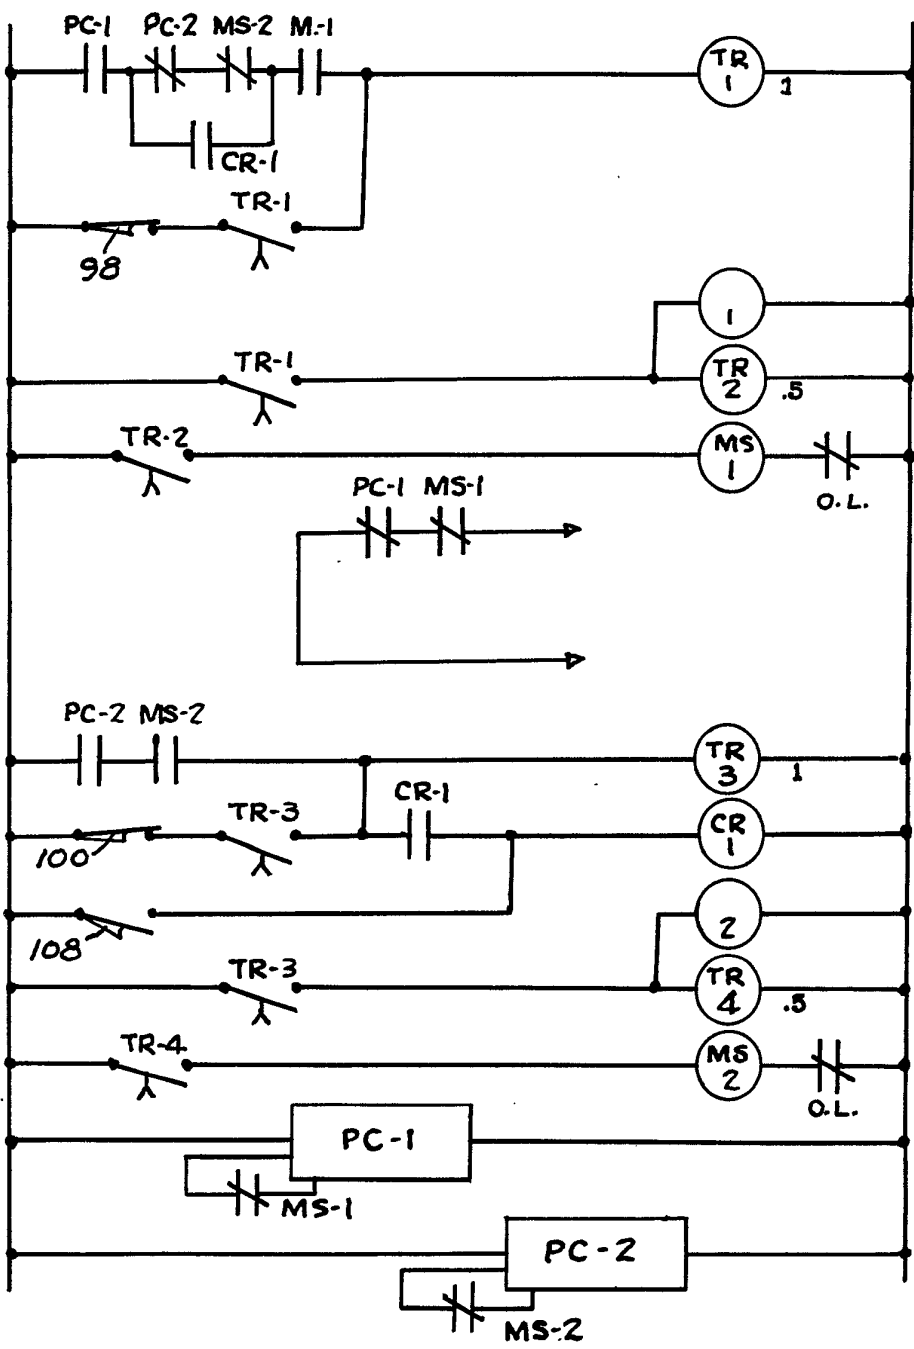 PC-1 PC-2 MS-2 M-1
TR
1
1
CR-1
TR-1
98
1
TR-1
TR
2
.5
TR-2
MS
1
O.L.
PC-1 MS-1
PC-2 MS-2
TR
3
1
CR-1
TR-3
100
CR
1
108
2
TR-3
TR
4
.5
TR-4
MS
2
O.L.
PC-1
MS-1
PC-2
MS-2